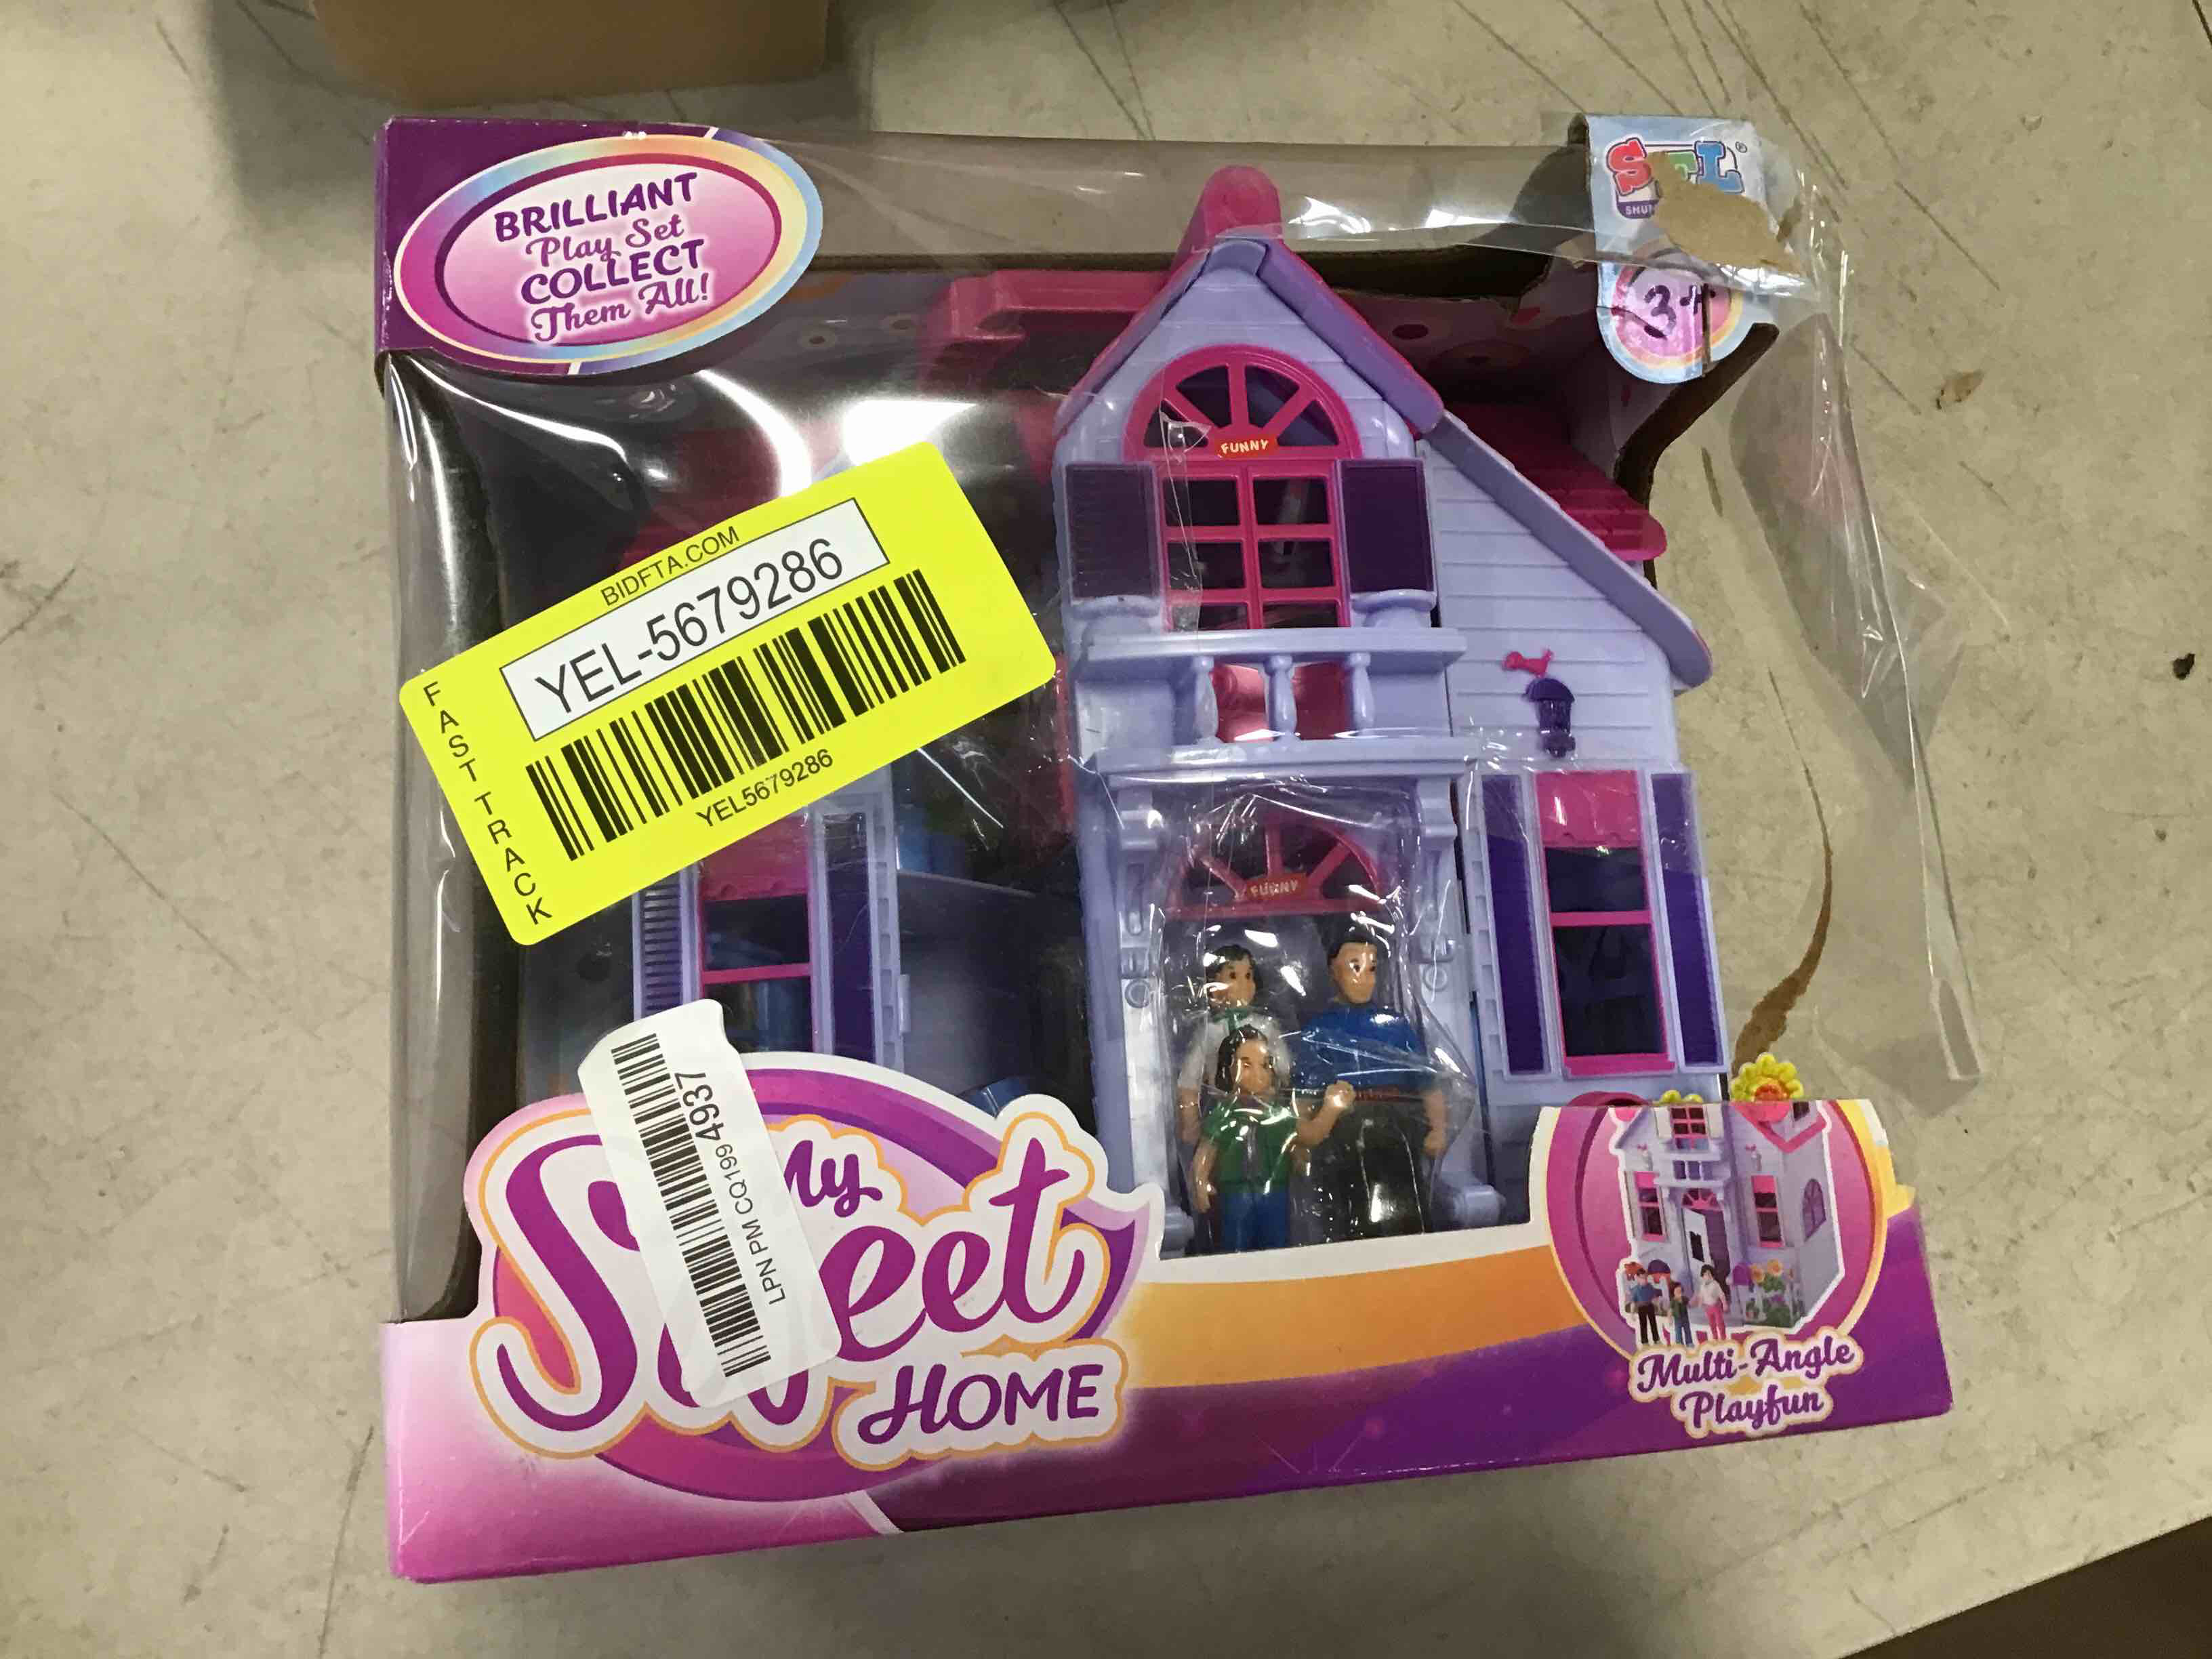 BRILLIANT
Play Set
COLLECT
Them All!
3+
FUNNY
BIDFTA.COM
YEL-5679286
YEL5679286
FAST TRACK
FUNNY
LPN PM CQ1994937
My
Sweet
HOME
Multi-Angle
Playfun